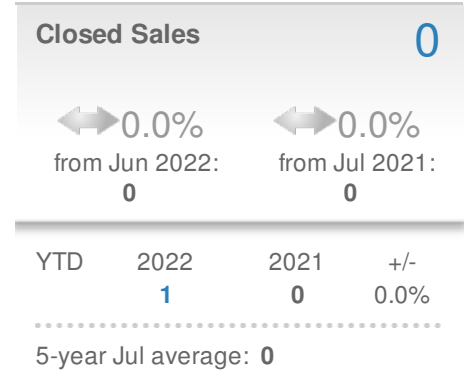 Closed Sales 0
0.0% 0.0%
from Jun 2022: from Jul 2021:
0 0
YTD 2022 2021 +/-
1 0 0.0%
5-year Jul average: 0